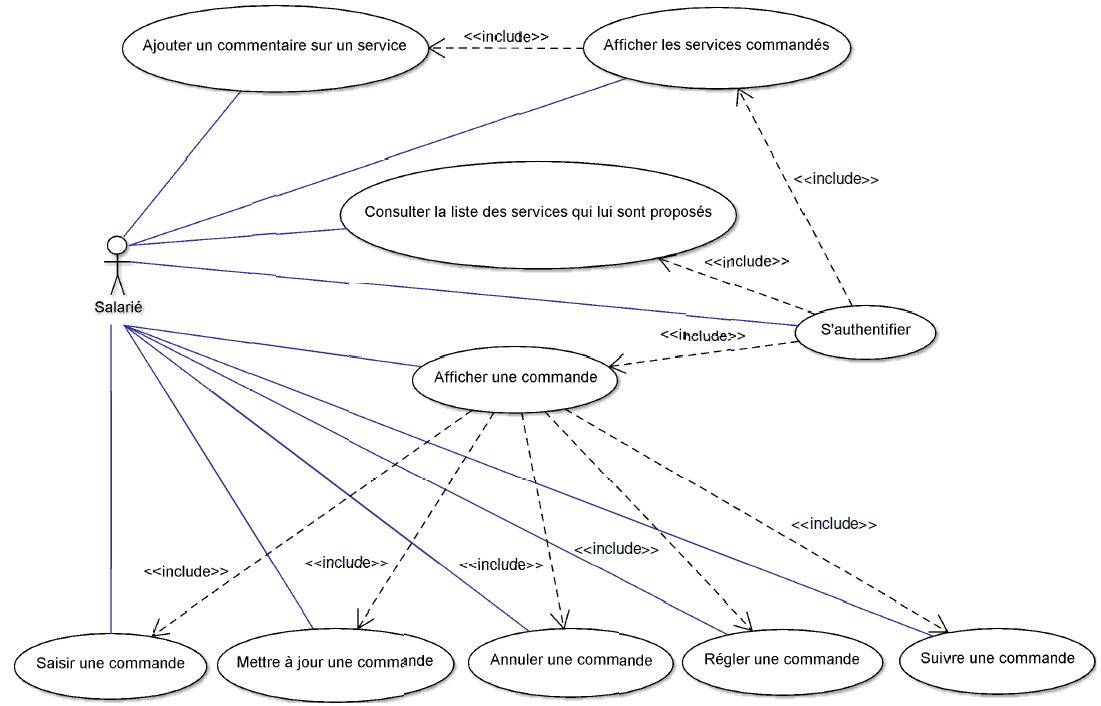 Ajouter un commentaire sur un service
<<include>>
Afficher les services commandés
<<include>>
Consulter la liste des services qui lui sont proposés
<<include>>
Salarié
S'authentifier
<<include>>
Afficher une commande
<<include>>
<<include>>
<<include>>
<<include>>
<<include>>
Saisir une commande
Mettre à jour une commande
Annuler une commande
Régler une commande
Suivre une commande